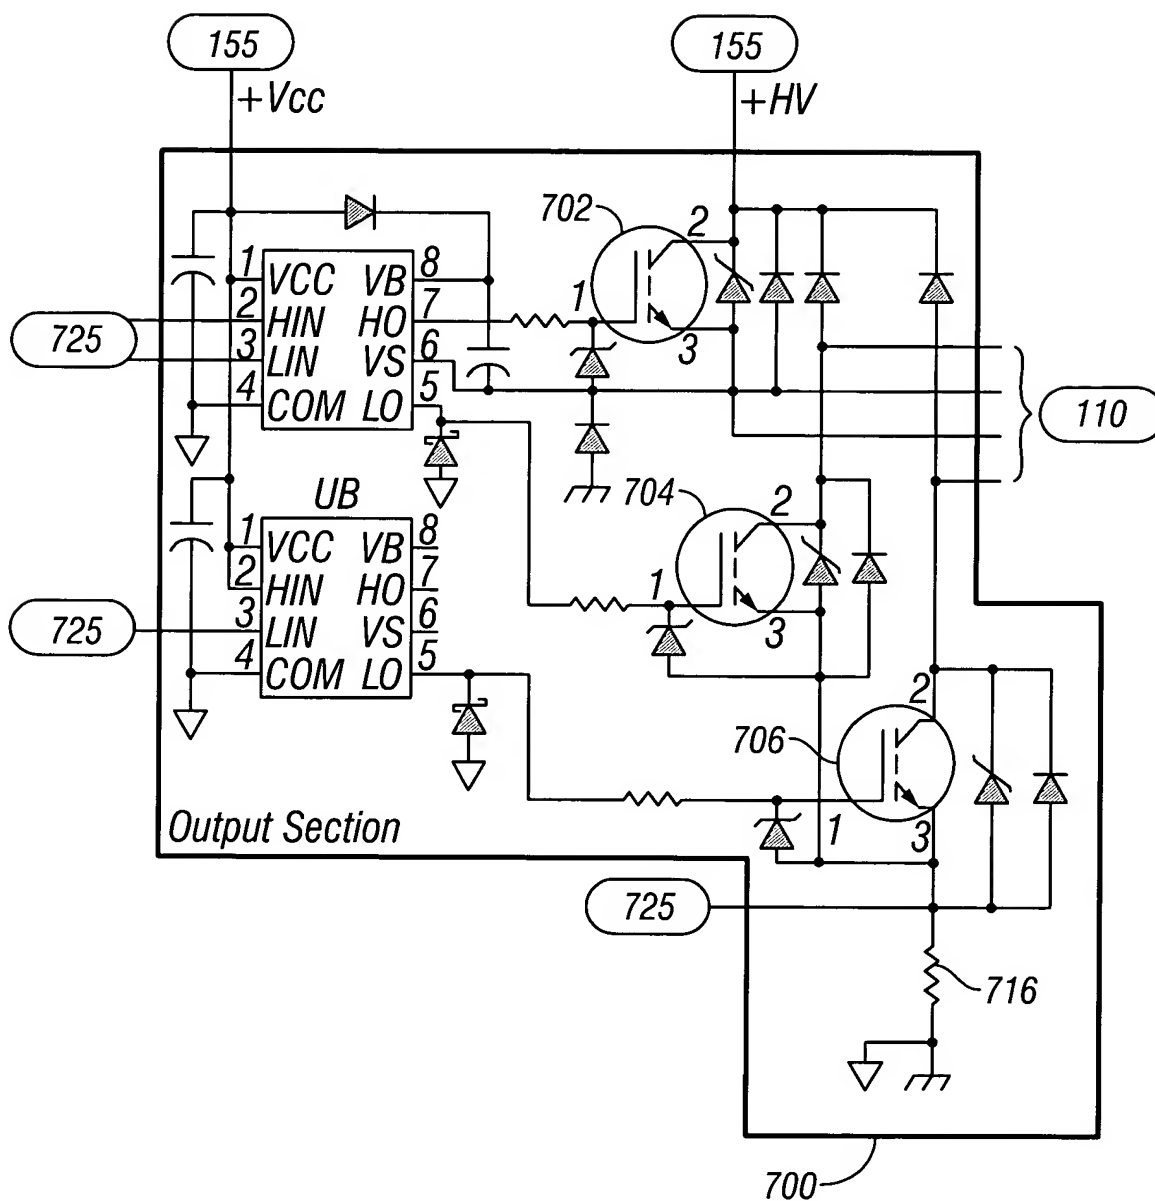 155 155
+Vcc +HV
702 2
1 VCC VB 8
2 HIN HO 7 1
3 LIN VS 6 3
725
4 COM LO 5
110
UB 704 2
1 VCC VB 8
2 HIN HO 7 1
725 3 LIN VS 6 3
4 COM LO 5
2
706
Output Section 1 3
725
716
700